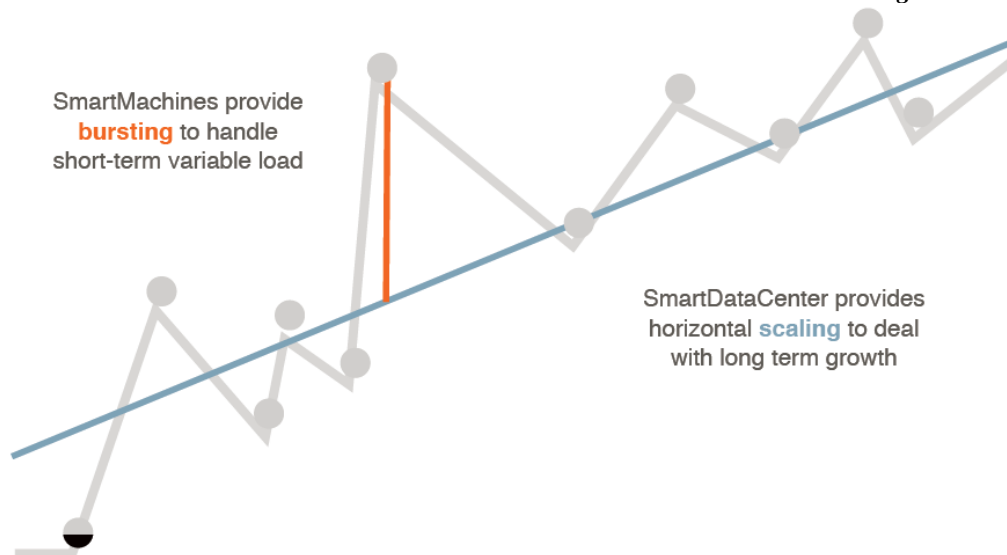 SmartMachines provide
bursting to handle
short-term variable load
SmartDataCenter provides
horizontal scaling to deal
with long term growth